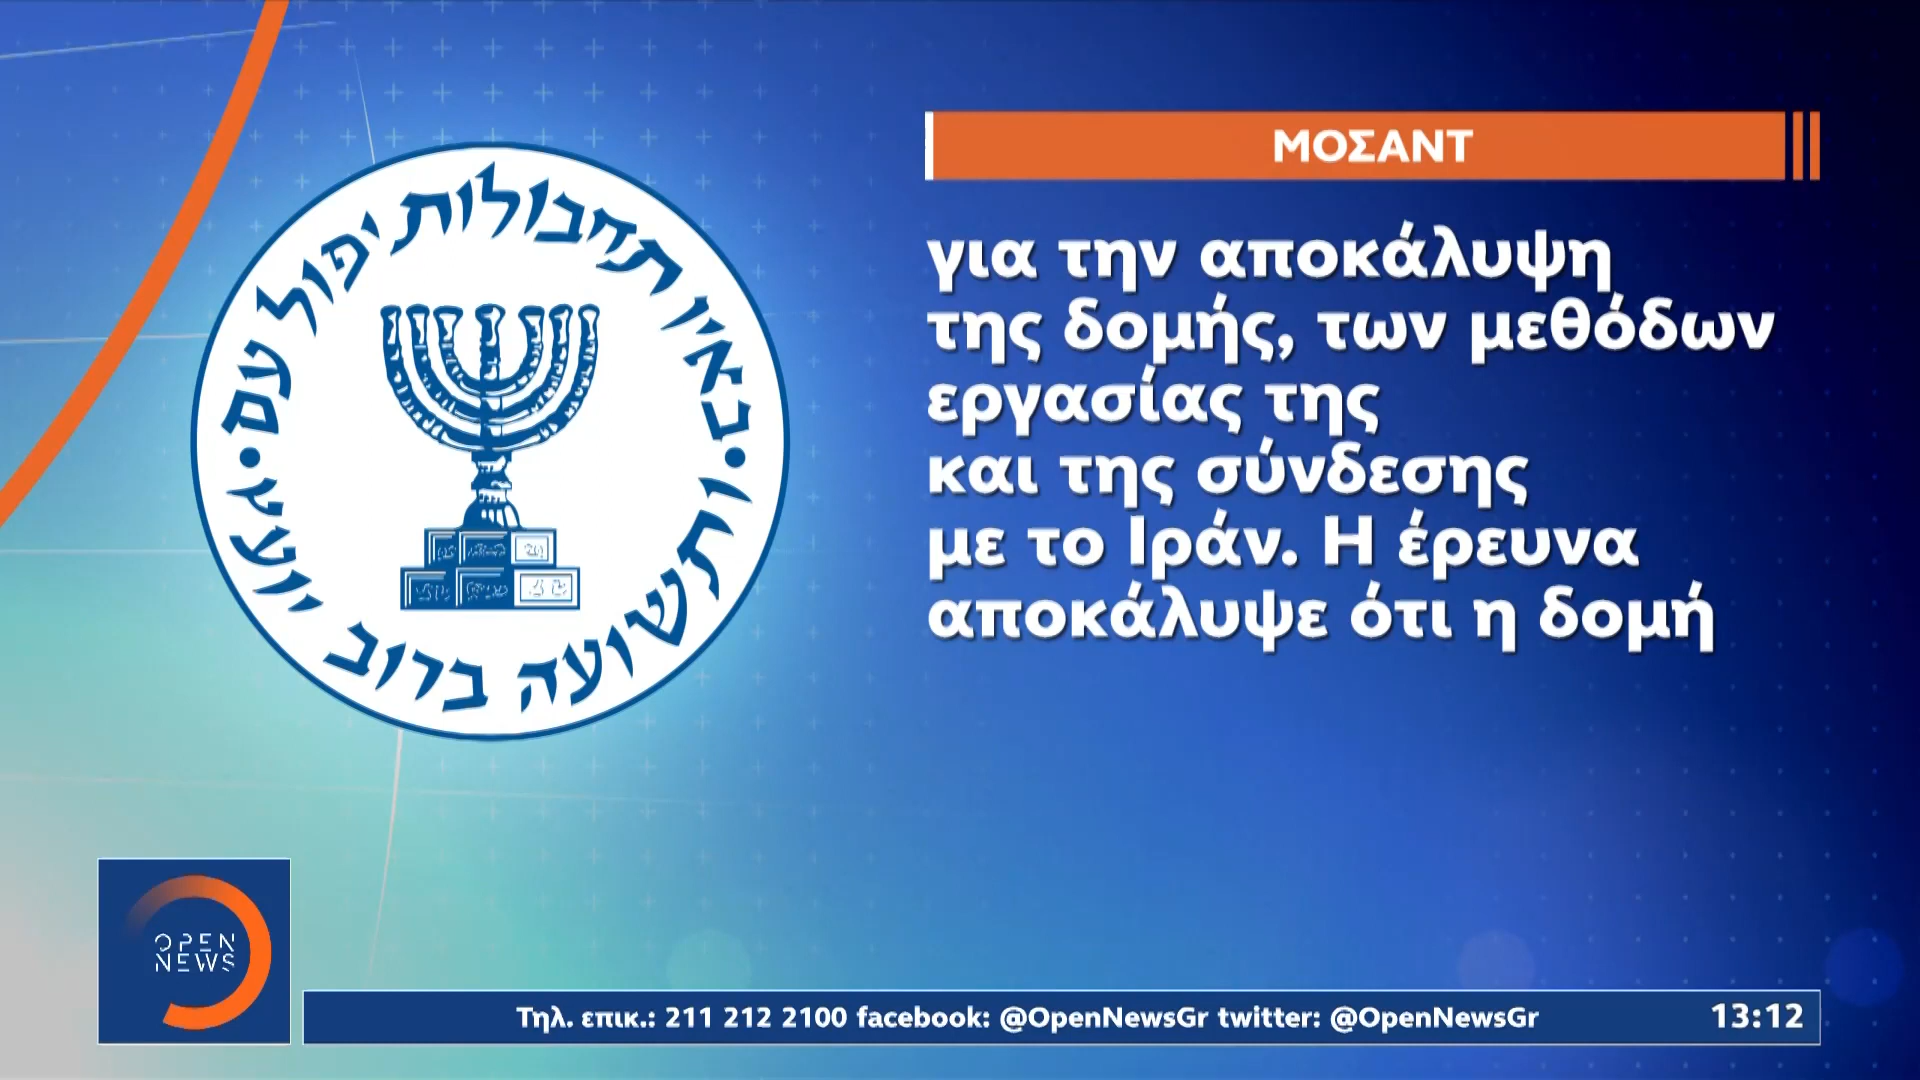 באין תחבולות יפול עם • ותשועה ברוב יועץ •
ΜΟΣΑΝΤ
για την αποκάλυψη
της δομής, των μεθόδων
εργασίας της
και της σύνδεσης
με το Ιράν. Η έρευνα
αποκάλυψε ότι η δομή
OPEN
NEWS
Τηλ. επικ.: 211 212 2100 facebook: @OpenNewsGr twitter: @OpenNewsGr
13:12